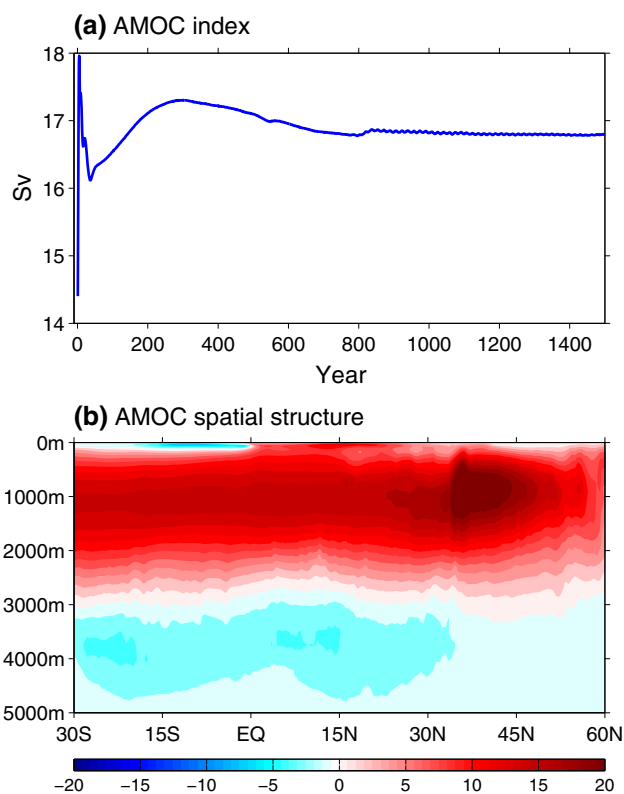 (a) AMOC index
18
17
16
15
14
Sv
0 200 400 600 800 1000 1200 1400
Year
(b) AMOC spatial structure
0m
1000m
2000m
3000m
4000m
5000m
30S 15S EQ 15N 30N 45N 60N
−20 −15 −10 −5 0 5 10 15 20